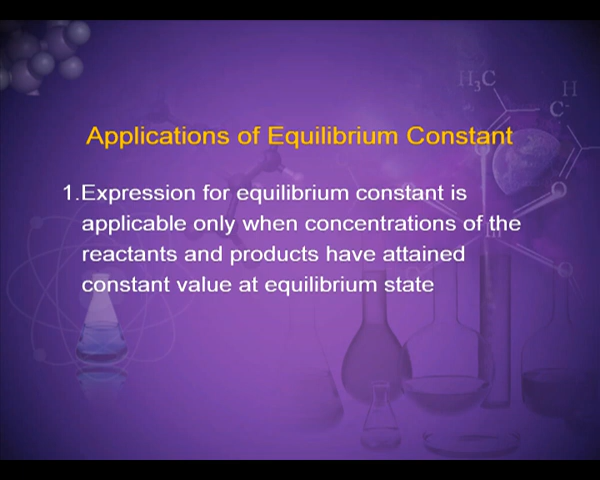 Applications of Equilibrium Constant
1.Expression for equilibrium constant is
applicable only when concentrations of the
reactants and products have attained
constant value at equilibrium state
H₃C
H
C